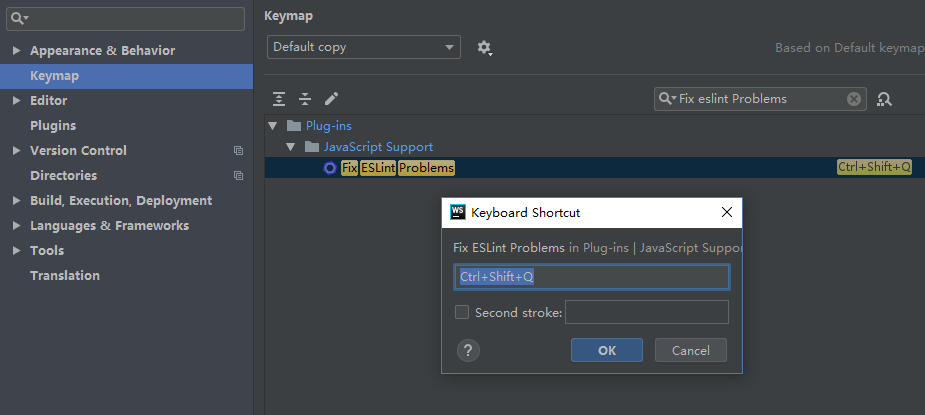 Keymap
Default copy
Based on Default keymap
Appearance & Behavior
Keymap
Editor
Plugins
Version Control
Directories
Build, Execution, Deployment
Languages & Frameworks
Tools
Translation
Fix eslint Problems
Plug-ins
JavaScript Support
Fix ESLint Problems
Ctrl+Shift+Q
WS
Keyboard Shortcut
Fix ESLint Problems in Plug-ins | JavaScript Suppo
Ctrl+Shift+Q
Second stroke:
?
OK
Cancel